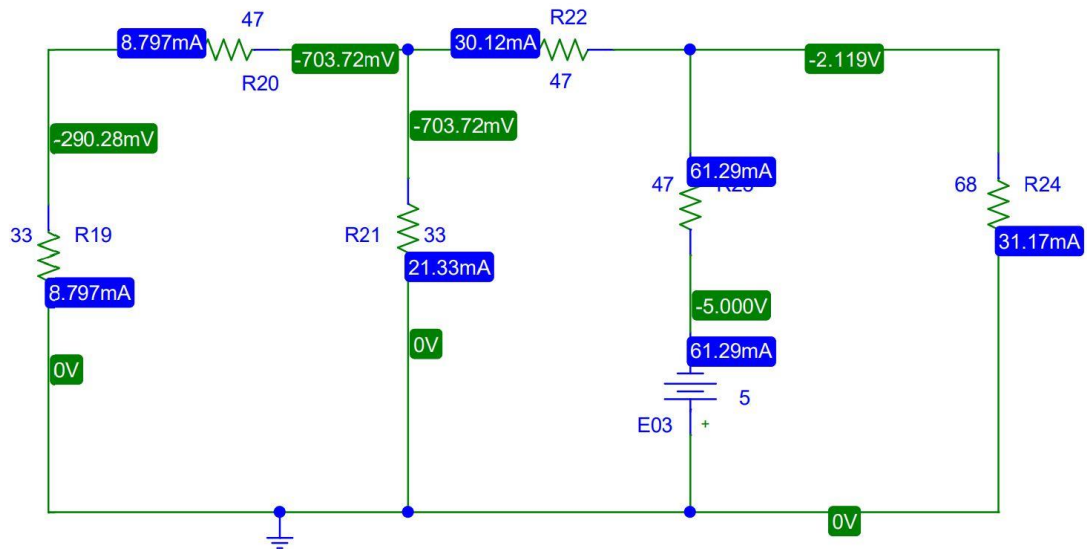 47
R22
8.797mA
30.12mA
-703.72mV
-2.119V
R20
47
-703.72mV
-290.28mV
61.29mA
47
68
R24
33
R19
R21
33
31.17mA
21.33mA
8.797mA
-5.000V
0V
0V
61.29mA
5
E03
+
0V